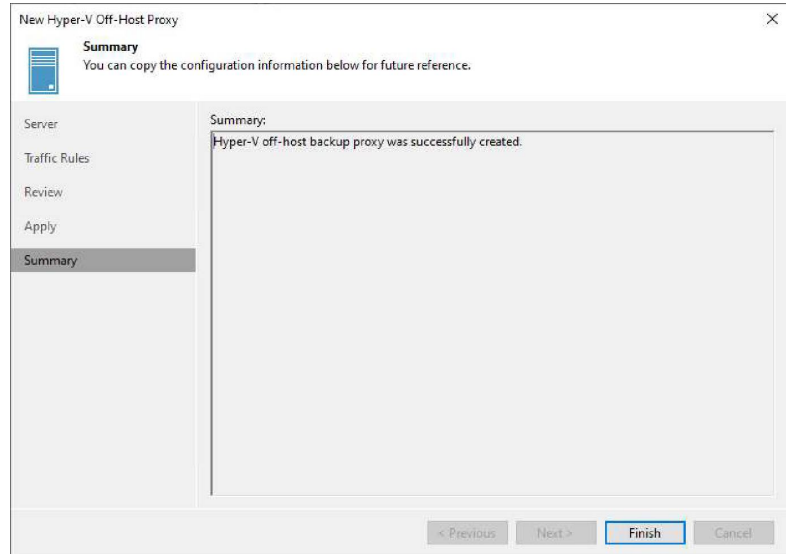 New Hyper-V Off-Host Proxy
Summary
You can copy the configuration information below for future reference.
Server
Traffic Rules
Review
Apply
Summary
Summary:
Hyper-V off-host backup proxy was successfully created.
< Previous
Next >
Finish
Cancel